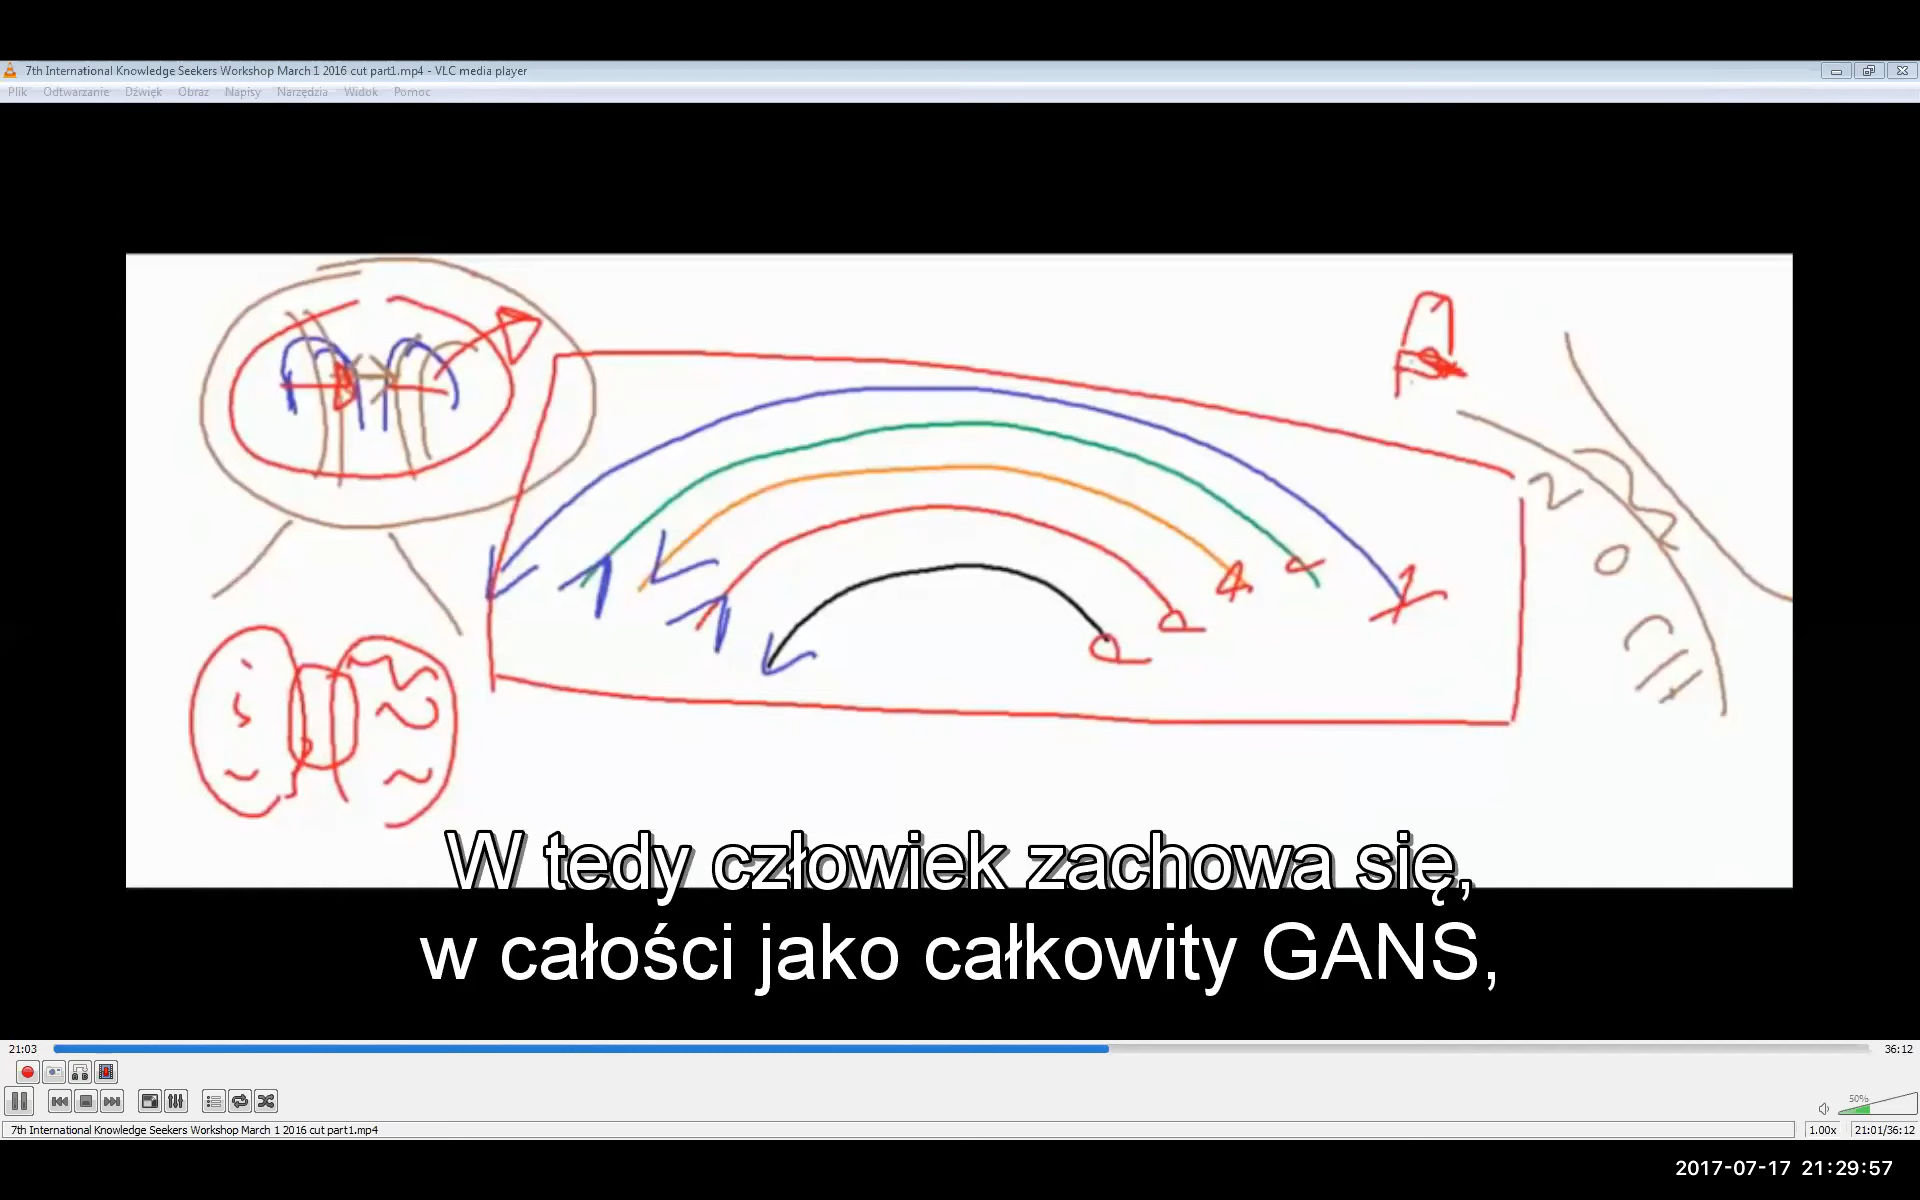 7th International Knowledge Seekers Workshop March 1 2016 cut part1.mp4 - VLC media player
Plik Odtwarzanie Dźwięk Obraz Napisy Narzędzia Widok Pomoc
W tedy człowiek zachowa się,
w całości jako całkowity GANS,
21:03 36:12
50%
7th International Knowledge Seekers Workshop March 1 2016 cut part1.mp4 1.00x 21:01/36:12
2017-07-17 21:29:57